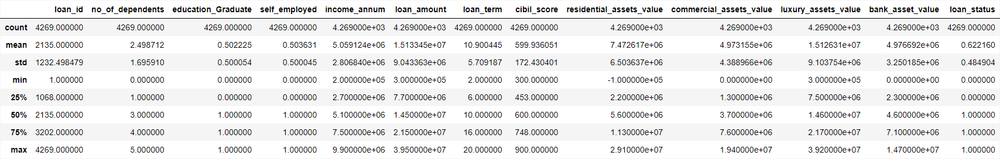 loan_id no_of_dependents education_Graduate self_employed income_annum loan_amount loan_term cibil_score residential_assets_value commercial_assets_value luxury_assets_value bank_asset_value loan_status
count 4269.000000 4269.000000 4269.000000 4269.000000 4.269000e+03 4.269000e+03 4269.000000 4269.000000 4.269000e+03 4.269000e+03 4.269000e+03 4.269000e+03 4269.000000
mean 2135.000000 2.498712 0.502225 0.503631 5.059124e+06 1.513345e+07 10.900445 599.936051 7.472617e+06 4.973155e+06 1.512631e+07 4.976692e+06 0.622160
std 1232.498479 1.695910 0.500054 0.500045 2.806840e+06 9.043363e+06 5.709187 172.430401 6.503637e+06 4.388966e+06 9.103754e+06 3.250185e+06 0.484904
min 1.000000 0.000000 0.000000 0.000000 2.000000e+05 3.000000e+05 2.000000 300.000000 -1.000000e+05 0.000000e+00 3.000000e+05 0.000000e+00 0.000000
25% 1068.000000 1.000000 0.000000 0.000000 2.700000e+06 7.700000e+06 6.000000 453.000000 2.200000e+06 1.300000e+06 7.500000e+06 2.300000e+06 0.000000
50% 2135.000000 3.000000 1.000000 1.000000 5.100000e+06 1.450000e+07 10.000000 600.000000 5.600000e+06 3.700000e+06 1.460000e+07 4.600000e+06 1.000000
75% 3202.000000 4.000000 1.000000 1.000000 7.500000e+06 2.150000e+07 16.000000 748.000000 1.130000e+07 7.600000e+06 2.170000e+07 7.100000e+06 1.000000
max 4269.000000 5.000000 1.000000 1.000000 9.900000e+06 3.950000e+07 20.000000 900.000000 2.910000e+07 1.940000e+07 3.920000e+07 1.470000e+07 1.000000